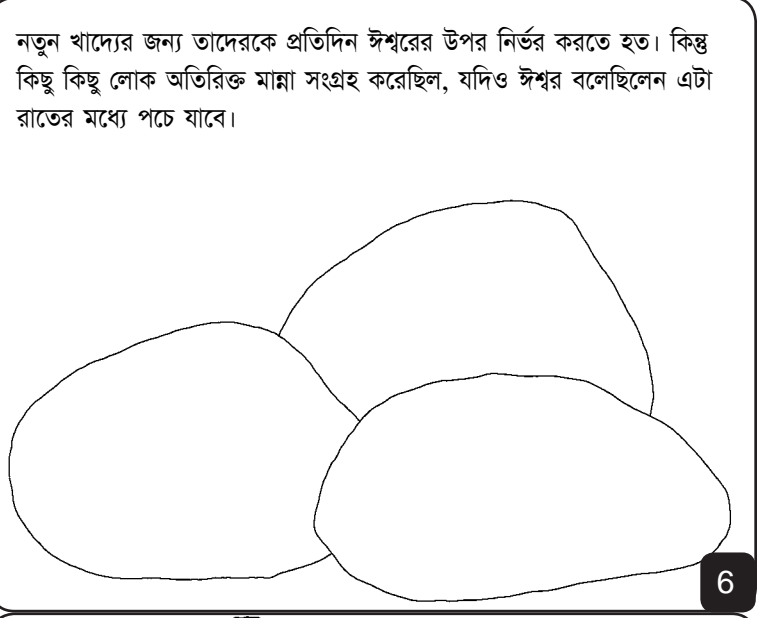 নতুন খাদ্যের জন্য তাদেরকে প্রতিদিন ঈশ্বরের উপর নির্ভর করতে হত। কিন্তু
কিছু কিছু লোক অতিরিক্ত মান্না সংগ্রহ করেছিল, যদিও ঈশ্বর বলেছিলেন এটা
রাতের মধ্যে পচে যাবে।
6